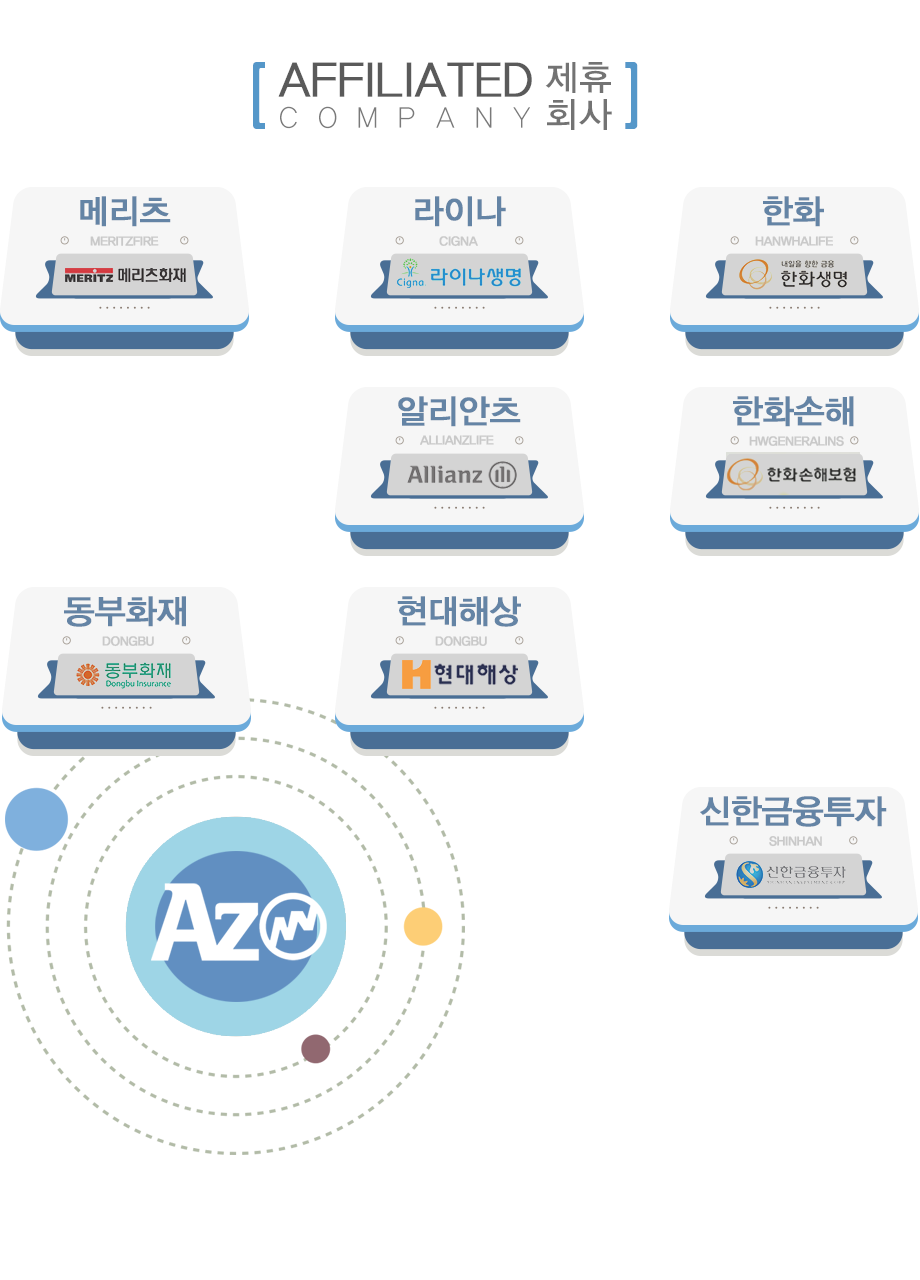 AFFILIATED 제휴
COMPANY 회사
메리츠
MERITZFIRE
MERITZ 메리츠화재
라이나
CIGNA
Cigna 라이나생명
한화
HANWHALIFE
내일을 향한 금융
한화생명
알리안츠
ALLIANZLIFE
Allianz
한화손해
HWGENERALINS
한화손해보험
동부화재
DONGBU
동부화재
Dongbu Insurance
현대해상
DONGBU
현대해상
신한금융투자
SHINHAN
신한금융투자
Az